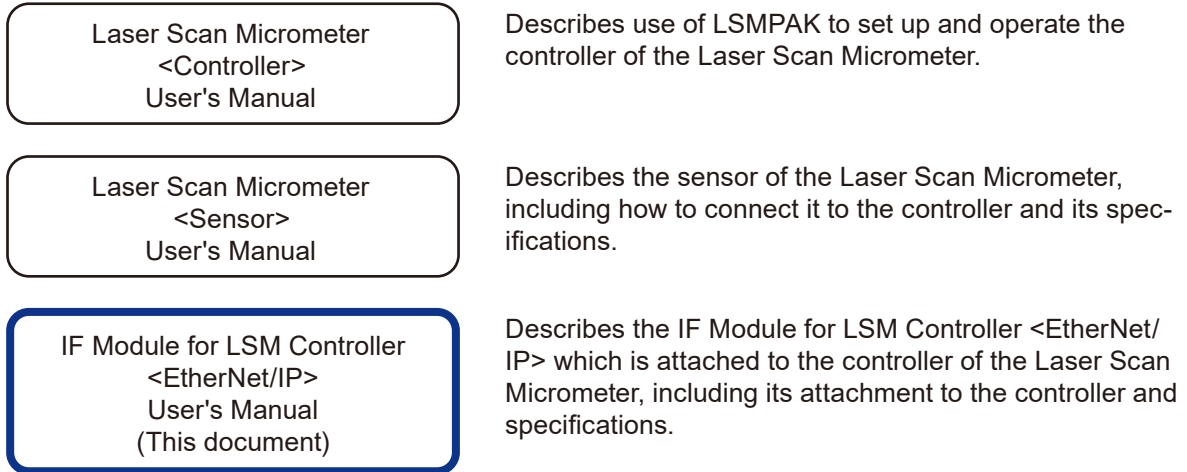 Laser Scan Micrometer
<Controller>
User's Manual
Describes use of LSMPAK to set up and operate the
controller of the Laser Scan Micrometer.
Laser Scan Micrometer
<Sensor>
User's Manual
Describes the sensor of the Laser Scan Micrometer,
including how to connect it to the controller and its spec-
ifications.
IF Module for LSM Controller
<EtherNet/IP>
User's Manual
(This document)
Describes the IF Module for LSM Controller <EtherNet/
IP> which is attached to the controller of the Laser Scan
Micrometer, including its attachment to the controller and
specifications.